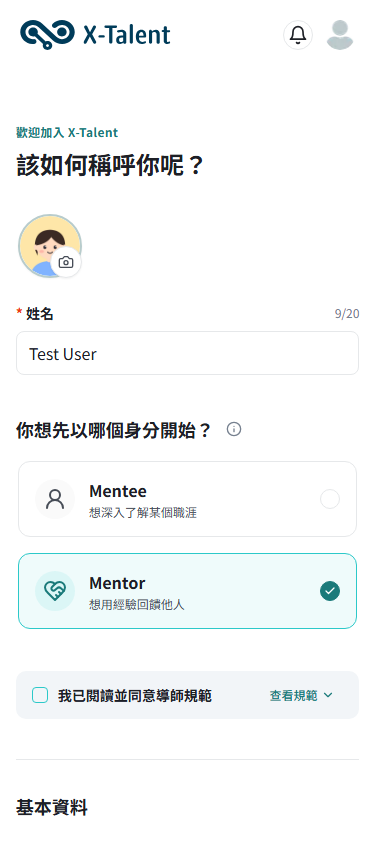 X-Talent
歡迎加入 X-Talent
該如何稱呼你呢？
* 姓名
9/20
Test User
你想先以哪個身分開始？
Mentee
想深入了解某個職涯
Mentor
想用經驗回饋他人
我已閱讀並同意導師規範
查看規範
基本資料